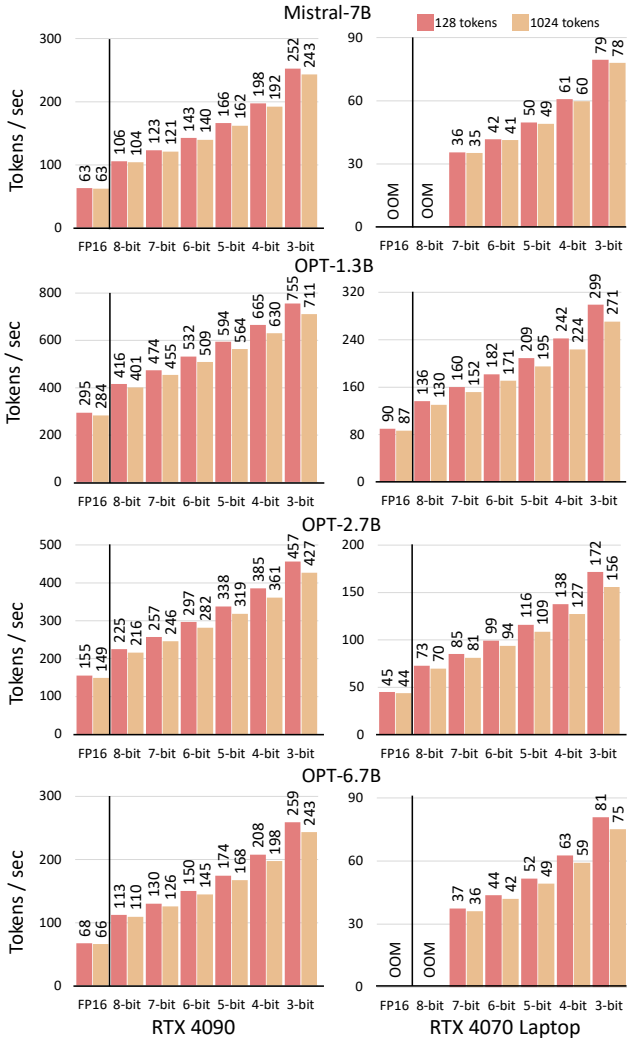 Mistral-7B
128 tokens 1024 tokens
Tokens / sec
300
200
100
0
63 63 106 104 123 121 143 140 166 162 198 192 252 243
FP16 8-bit 7-bit 6-bit 5-bit 4-bit 3-bit
90
60
30
0
OOM OOM 36 35 42 41 50 49 61 60 79 78
FP16 8-bit 7-bit 6-bit 5-bit 4-bit 3-bit
OPT-1.3B
Tokens / sec
800
600
400
200
0
295 284 416 401 474 455 532 509 594 564 665 630 755 711
FP16 8-bit 7-bit 6-bit 5-bit 4-bit 3-bit
320
240
160
80
0
90 87 136 130 160 152 182 171 209 195 242 224 299 271
FP16 8-bit 7-bit 6-bit 5-bit 4-bit 3-bit
OPT-2.7B
Tokens / sec
500
400
300
200
100
0
155 149 225 216 257 246 297 282 338 319 385 361 457 427
FP16 8-bit 7-bit 6-bit 5-bit 4-bit 3-bit
200
150
100
50
0
45 44 73 70 85 81 99 94 116 109 138 127 172 156
FP16 8-bit 7-bit 6-bit 5-bit 4-bit 3-bit
OPT-6.7B
Tokens / sec
300
200
100
0
68 66 113 110 130 126 150 145 174 168 208 198 259 243
FP16 8-bit 7-bit 6-bit 5-bit 4-bit 3-bit
90
60
30
0
OOM OOM 37 36 44 42 52 49 63 59 81 75
FP16 8-bit 7-bit 6-bit 5-bit 4-bit 3-bit
RTX 4090
RTX 4070 Laptop